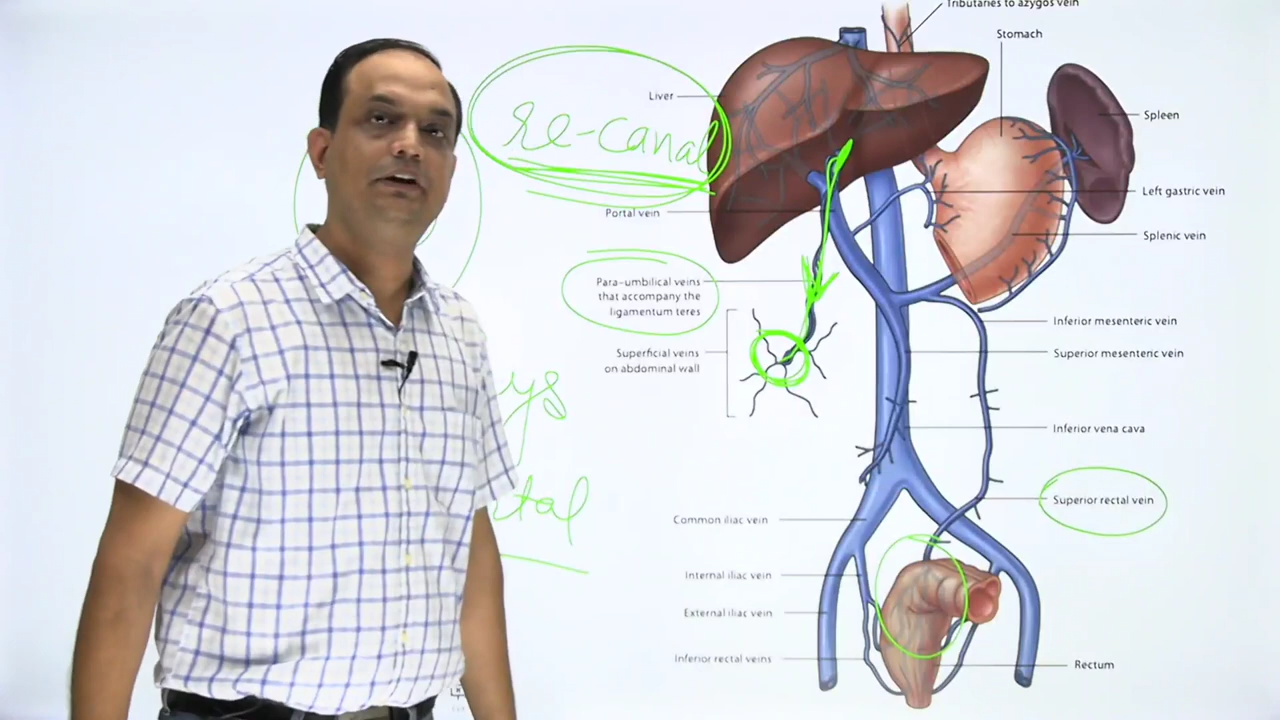 Tributaries to azygos vein
Stomach
Liver
re-canal
Spleen
Left gastric vein
Portal vein
Splenic vein
Para-umbilical veins
that accompany the
ligamentum teres
Inferior mesenteric vein
Superficial veins
on abdominal wall
Superior mesenteric vein
ys
Inferior vena cava
Superior rectal vein
tal
Common iliac vein
Internal iliac vein
External iliac vein
Inferior rectal veins
Rectum